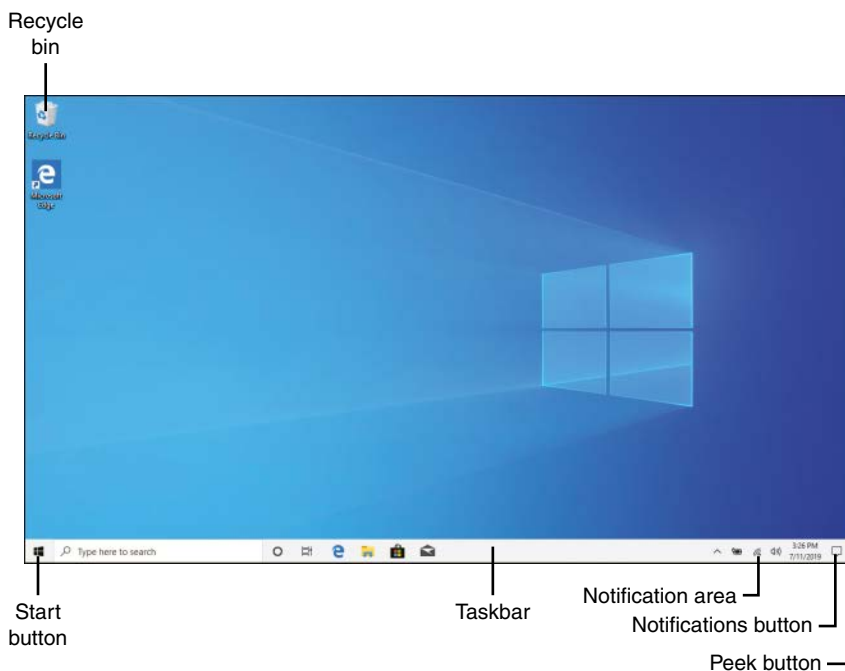 Recycle
bin
Recycle Bin
Microsoft
Edge
Type here to search
3:26 PM
7/11/2019
Start
button
Taskbar
Notification area
Notifications button
Peek button